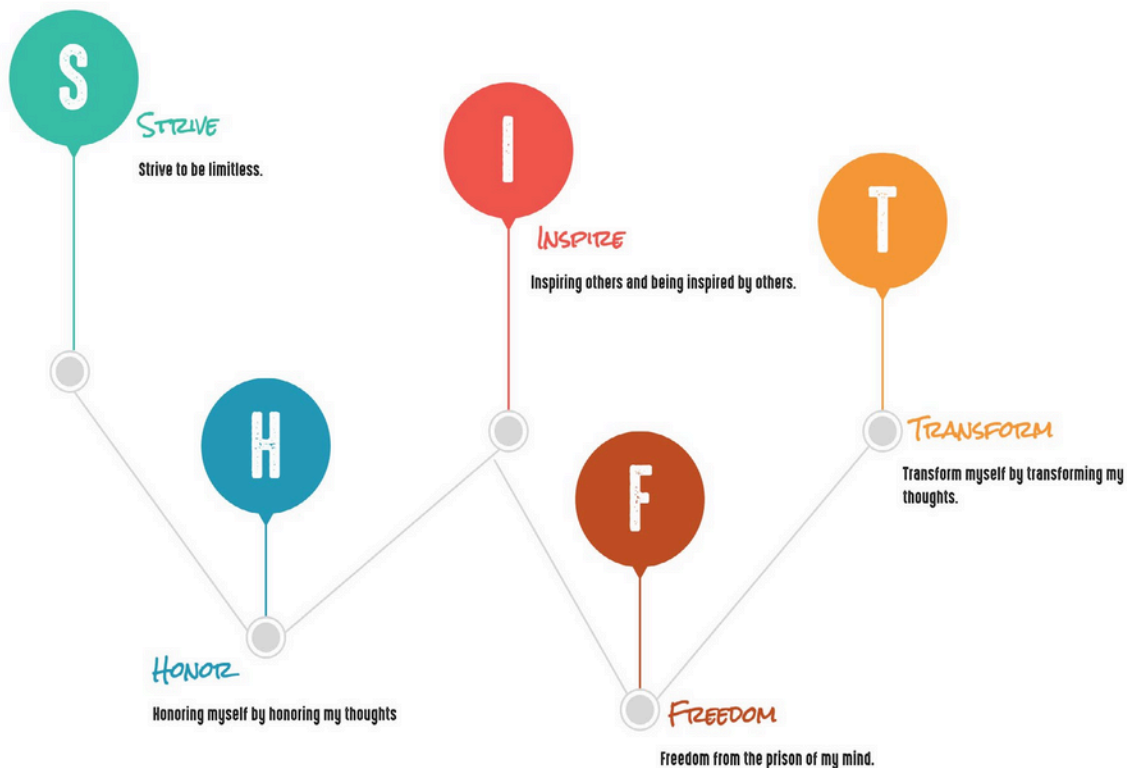 S
STRIVE
Strive to be limitless.
H
HONOR
Honoring myself by honoring my thoughts
I
INSPIRE
Inspiring others and being inspired by others.
F
FREEDOM
Freedom from the prison of my mind.
T
TRANSFORM
Transform myself by transforming my
thoughts.